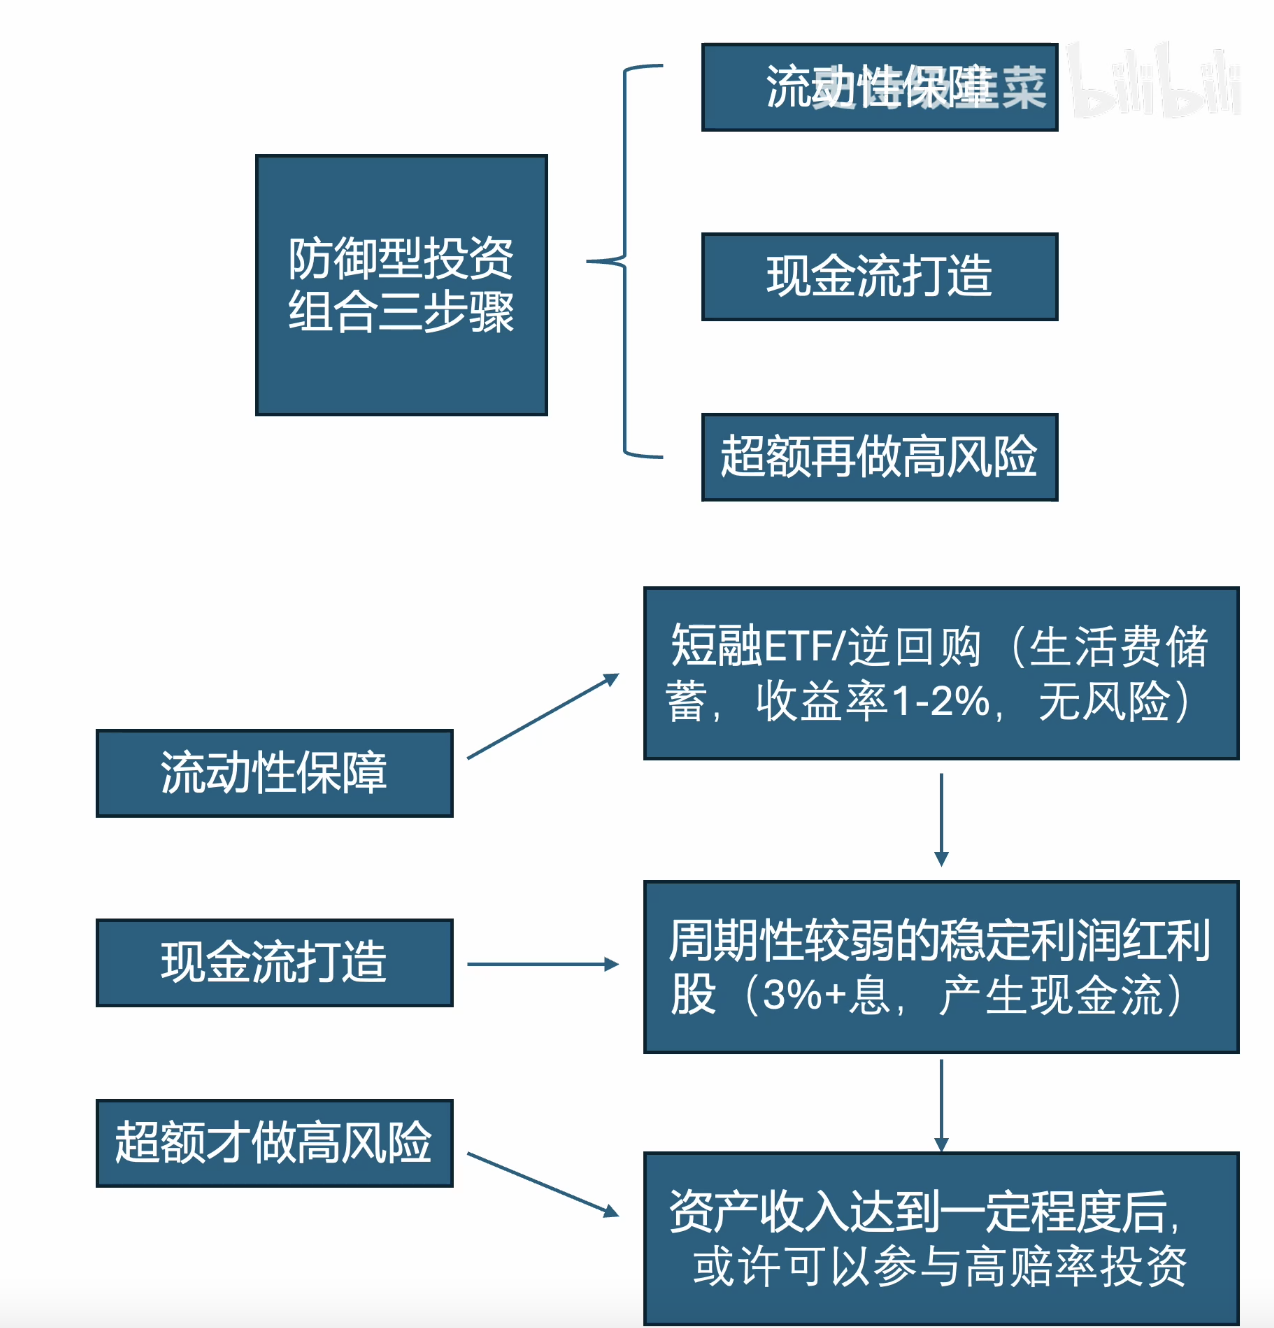 流动性保障
史诗级韭菜
bilibili
防御型投资
组合三步骤
现金流打造
超额再做高风险
短融ETF/逆回购（生活费储
蓄，收益率1-2%，无风险）
流动性保障
周期性较弱的稳定利润红利
股（3%+息，产生现金流）
现金流打造
超额才做高风险
资产收入达到一定程度后，
或许可以参与高赔率投资